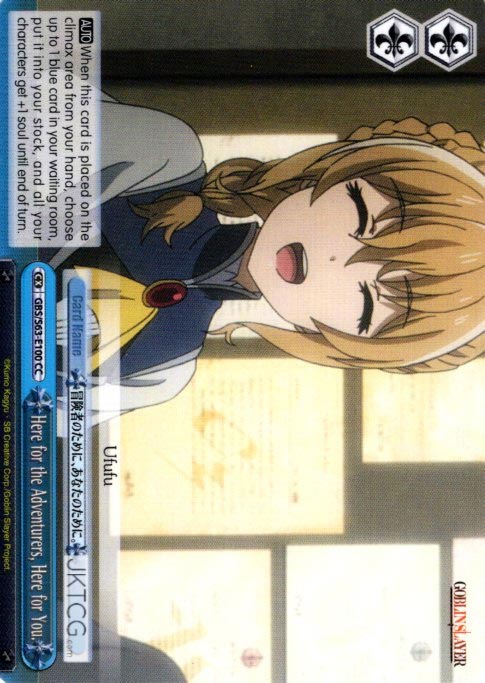 GOBLIN SLAYER
Ufufu
AUTO When this card is placed on the
climax area from your hand, choose
up to 1 blue card in your waiting room,
put it into your stock, and all your
characters get +1 soul until end of turn.
Card Name
冒険者のために、あなたのために。
JKTCG.com
CX
GBS/S63-E100 CC
Here for the Adventurers, Here for You.
©Kumo Kagyu・SB Creative Corp./Goblin Slayer Project.